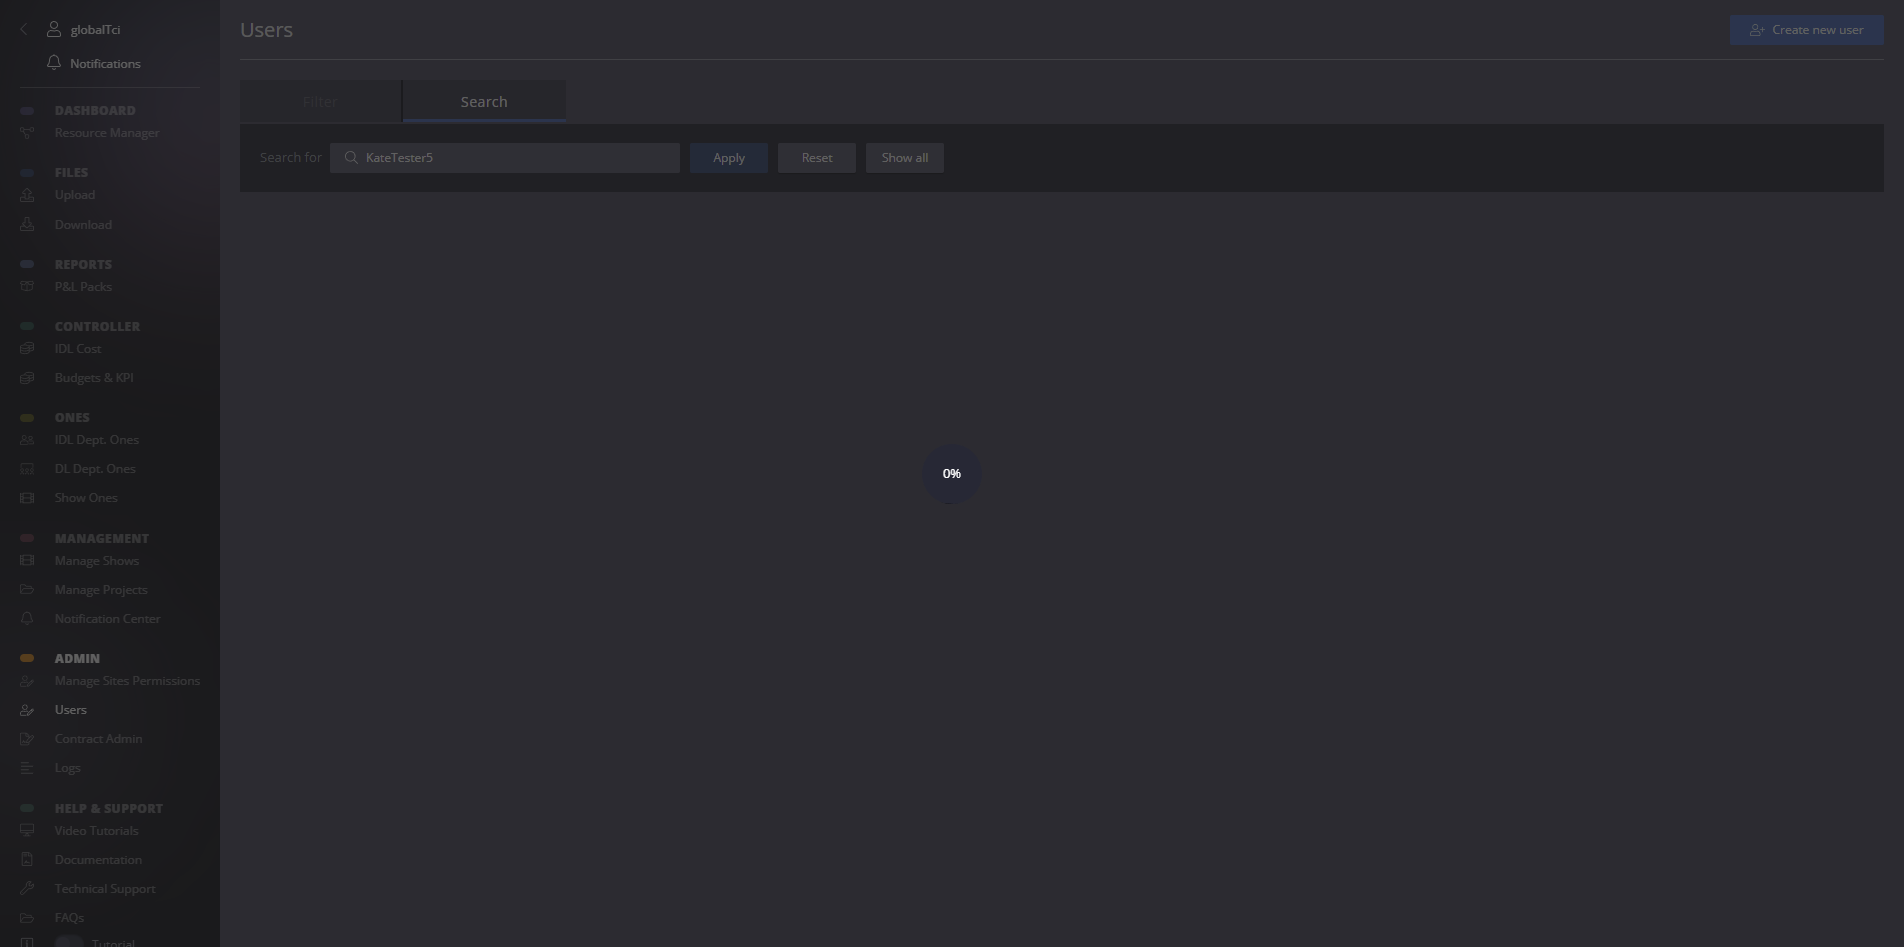 globalTci
Notifications
DASHBOARD
Resource Manager
FILES
Upload
Download
REPORTS
P&L Packs
CONTROLLER
IDL Cost
Budgets & KPI
ONES
IDL Dept. Ones
DL Dept. Ones
Show Ones
MANAGEMENT
Manage Shows
Manage Projects
Notification Center
ADMIN
Manage Sites Permissions
Users
Contract Admin
Logs
HELP & SUPPORT
Video Tutorials
Documentation
Technical Support
FAQs
Tutorial
Users
Create new user
Filter
Search
Search for
KateTester5
Apply
Reset
Show all
0%